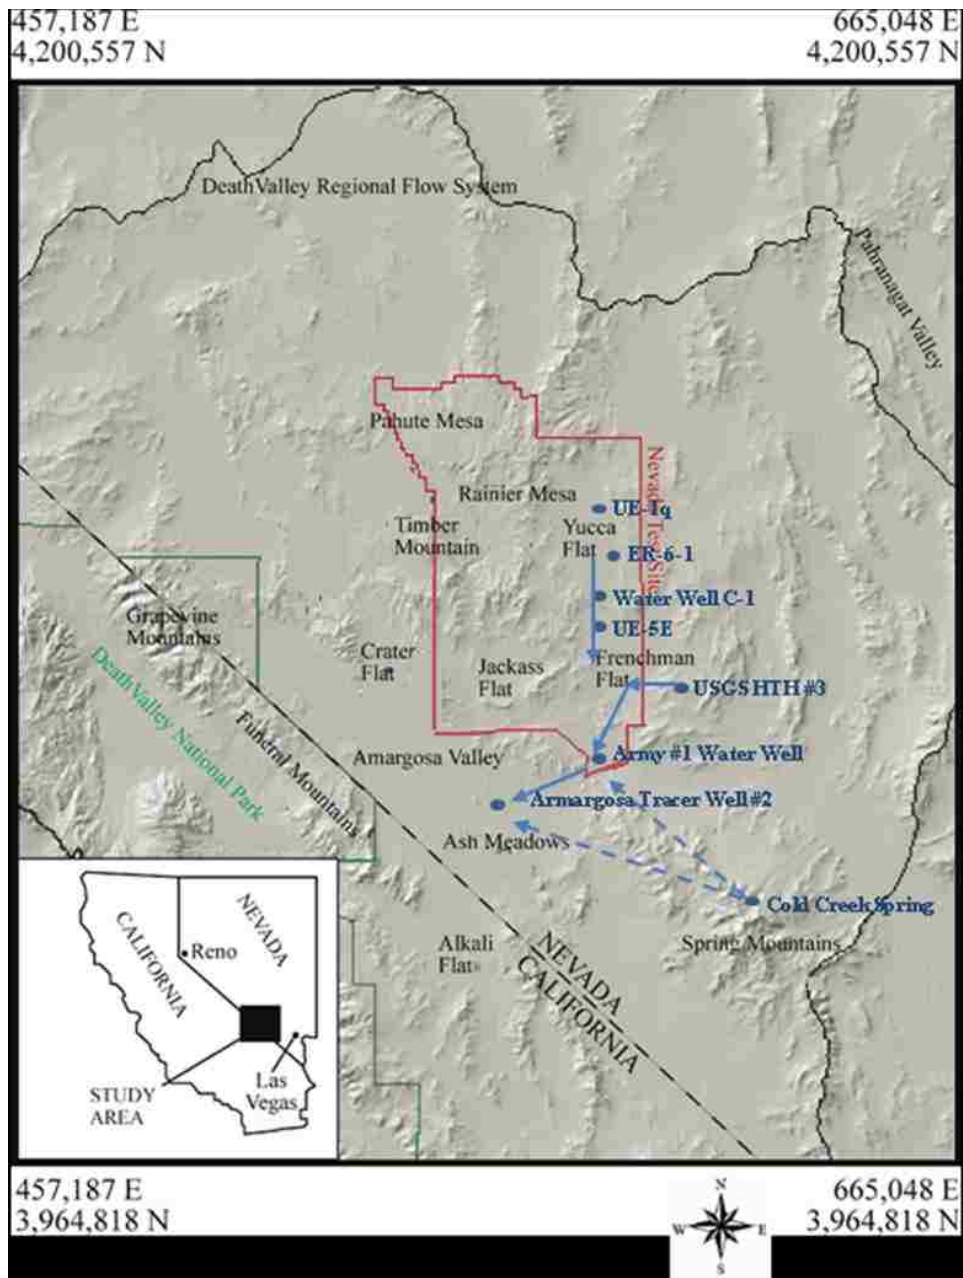 457,187 E
4,200,557 N
665,048 E
4,200,557 N
DeathValley Regional Flow System
Pahranagat Valley
Pahute Mesa
Nevada Test Site
Rainier Mesa
UE-1q
Timber
Mountain
Yucca
Flat
ER-6-1
Water Well C-1
Grapevine
Mountains
UE-5E
Crater
Flat
Jackass
Flat
Frenchman
Flat
USGS HTH #3
DeathValley National Park
Funeral Mountains
Amargosa Valley
Army #1 Water Well
Armargosa Tracer Well #2
Ash Meadows
Cold Creek Spring
Alkali
Flat
Spring Mountains
NEVADA
CALIFORNIA
NEVADA
CALIFORNIA
Reno
Las
Vegas
STUDY
AREA
457,187 E
3,964,818 N
N
W E
S
665,048 E
3,964,818 N